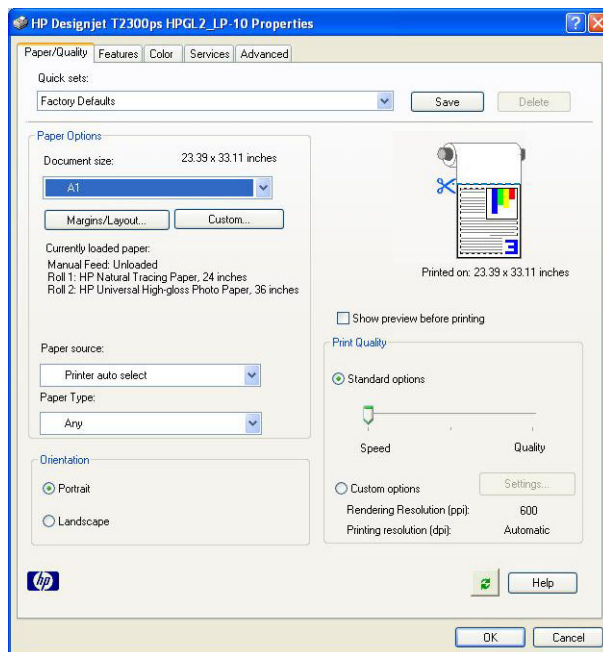 HP Designjet T2300ps HPGL2_LP-10 Properties
Paper/Quality Features Color Services Advanced
Quick sets:
Factory Defaults
Save
Delete
Paper Options
Document size:
23.39 x 33.11 inches
A1
Margins/Layout...
Custom...
Currently loaded paper:
Manual Feed: Unloaded
Roll 1: HP Natural Tracing Paper, 24 inches
Roll 2: HP Universal High-gloss Photo Paper, 36 inches
Paper source:
Printer auto select
Paper Type:
Any
Orientation
Portrait
Landscape
3
Printed on: 23.39 x 33.11 inches
Show preview before printing
Print Quality
Standard options
Speed
Quality
Custom options
Settings...
Rendering Resolution (ppi): 600
Printing resolution (dpi): Automatic
hp
Help
OK
Cancel